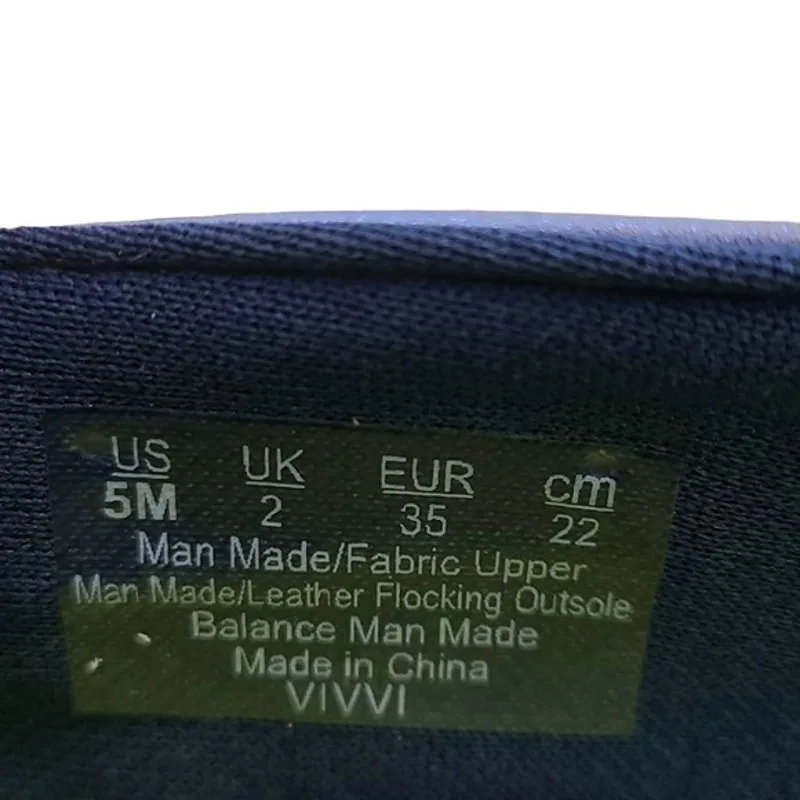 US UK EUR cm
5M 2 35 22
Man Made/Fabric Upper
Man Made/Leather Flocking Outsole
Balance Man Made
Made in China
VIVVI